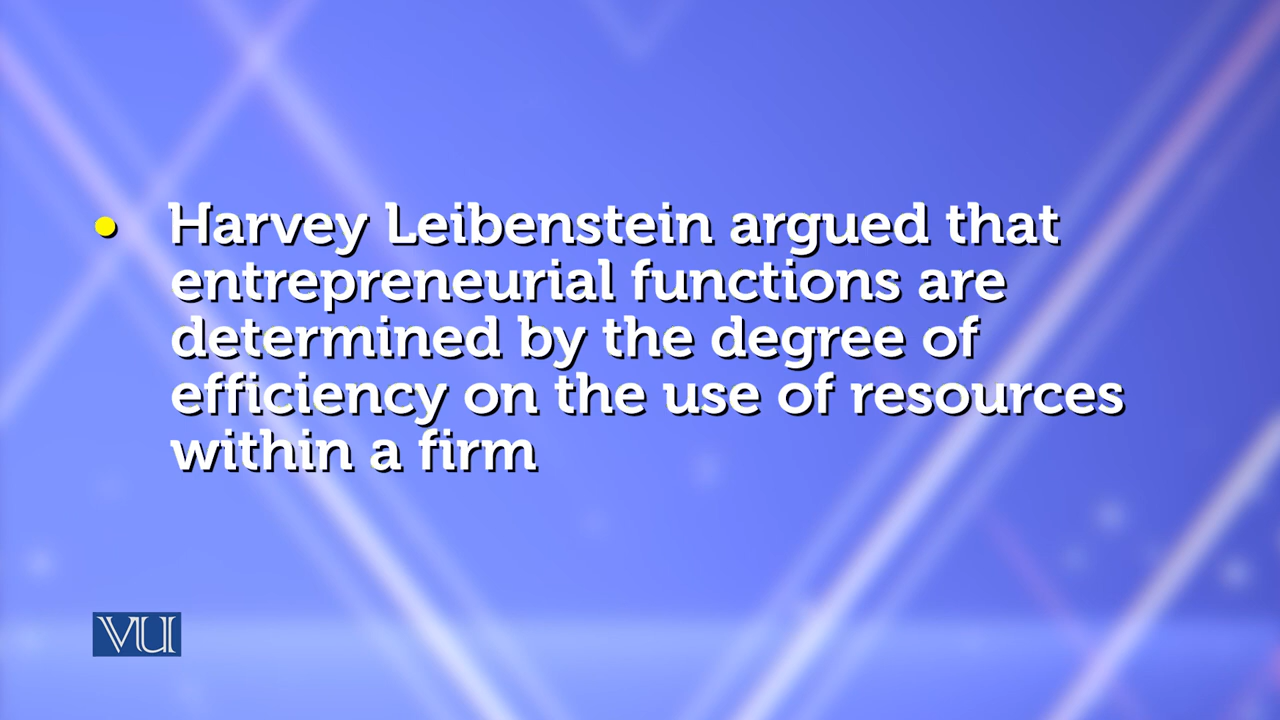 • Harvey Leibenstein argued that
entrepreneurial functions are
determined by the degree of
efficiency on the use of resources
within a firm
VU